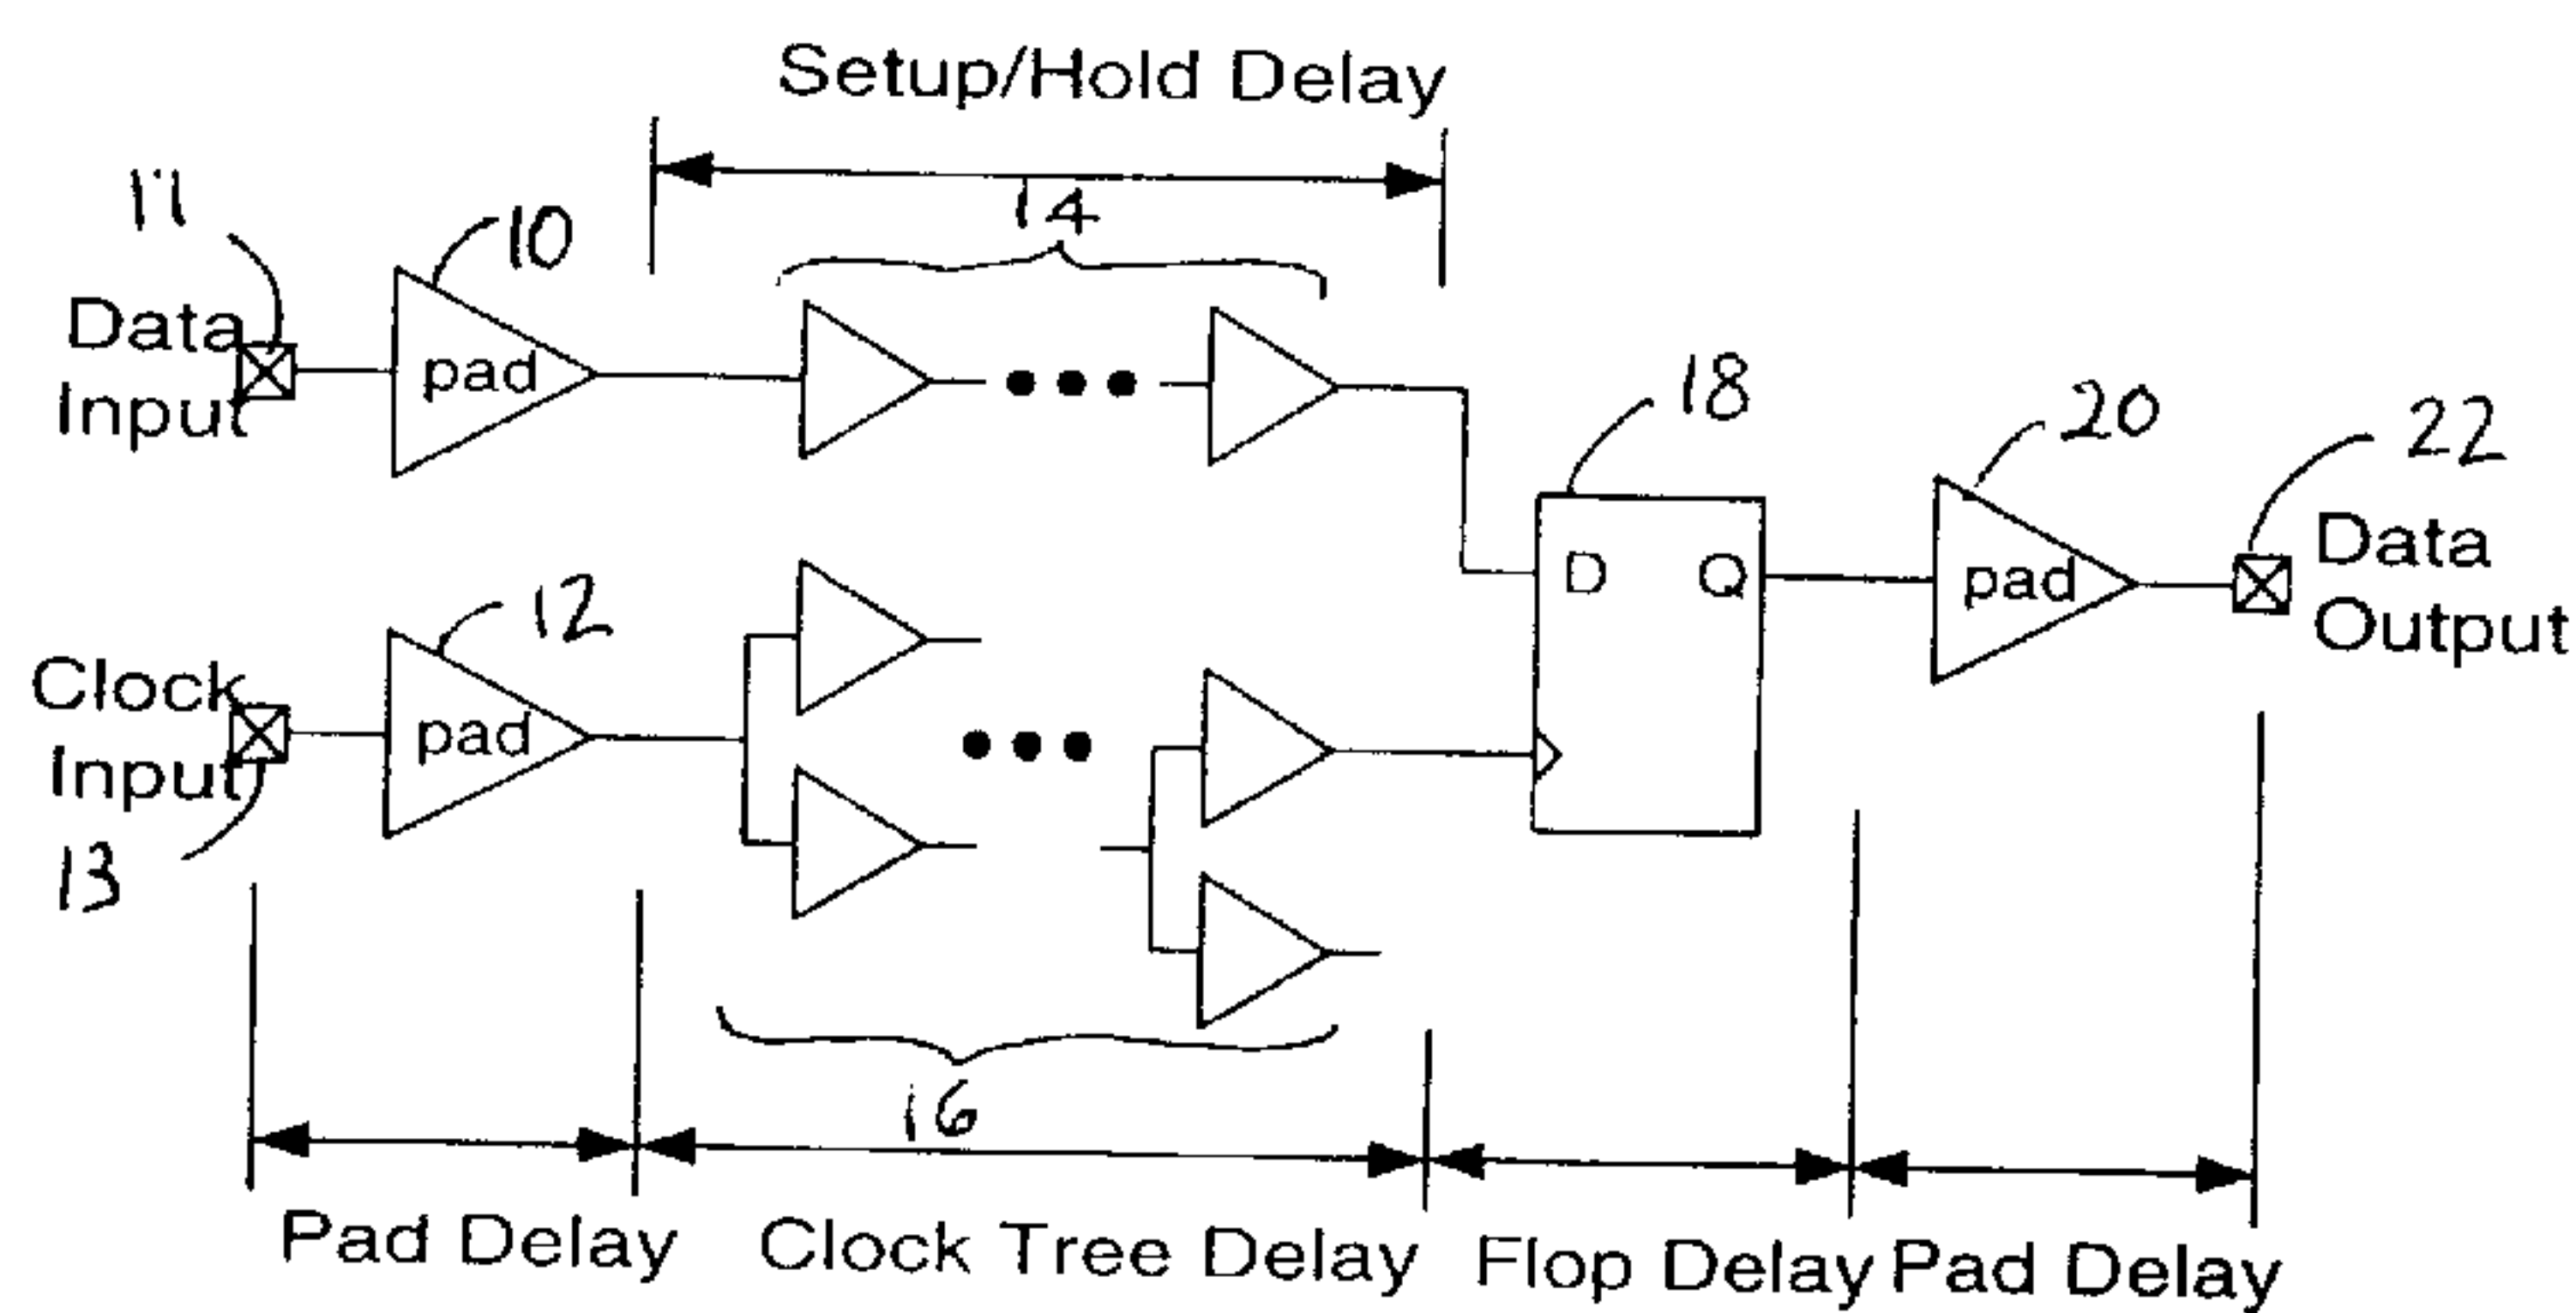 Setup/Hold Delay
11
10
14
Data
Input
pad
18
20
22
D
Q
pad
Data
Output
12
Clock
Input
pad
13
16
Pad Delay
Clock Tree Delay
Flop Delay
Pad Delay